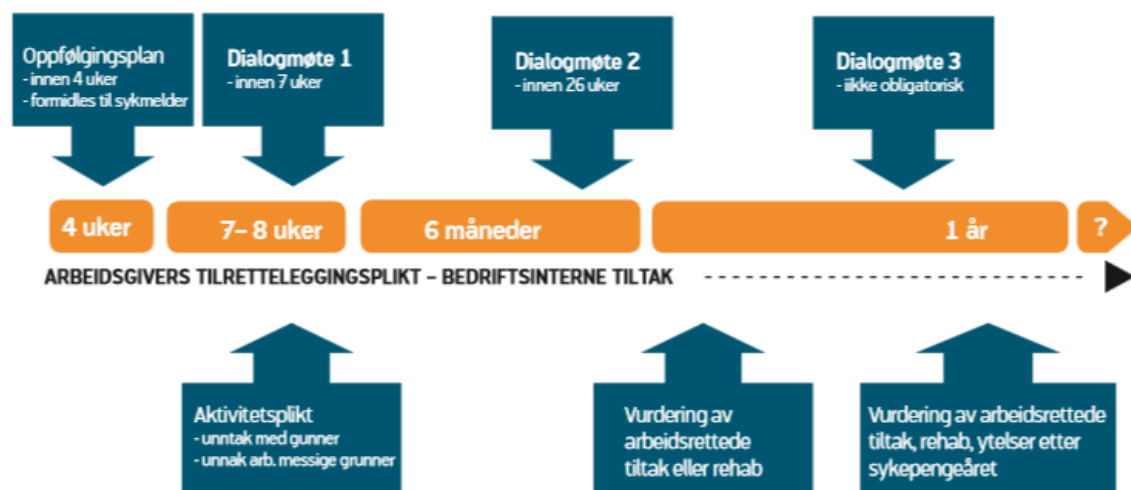 Oppfølgingsplan
- innen 4 uker
- formidles til sykmelder
Dialogmøte 1
- innen 7 uker
Dialogmøte 2
- innen 26 uker
Dialogmøte 3
- iikke obligatorisk
4 uker
7– 8 uker
6 måneder
1 år
?
ARBEIDSGIVERS TILRETTELEGGINGSPLIKT – BEDRIFTSINTERNE TILTAK
Aktivitetsplikt
- unntak med gunner
- unnak arb. messige grunner
Vurdering av
arbeidsrettede
tiltak eller rehab
Vurdering av arbeidsrettede
tiltak, rehab, ytelser etter
sykepengeåret